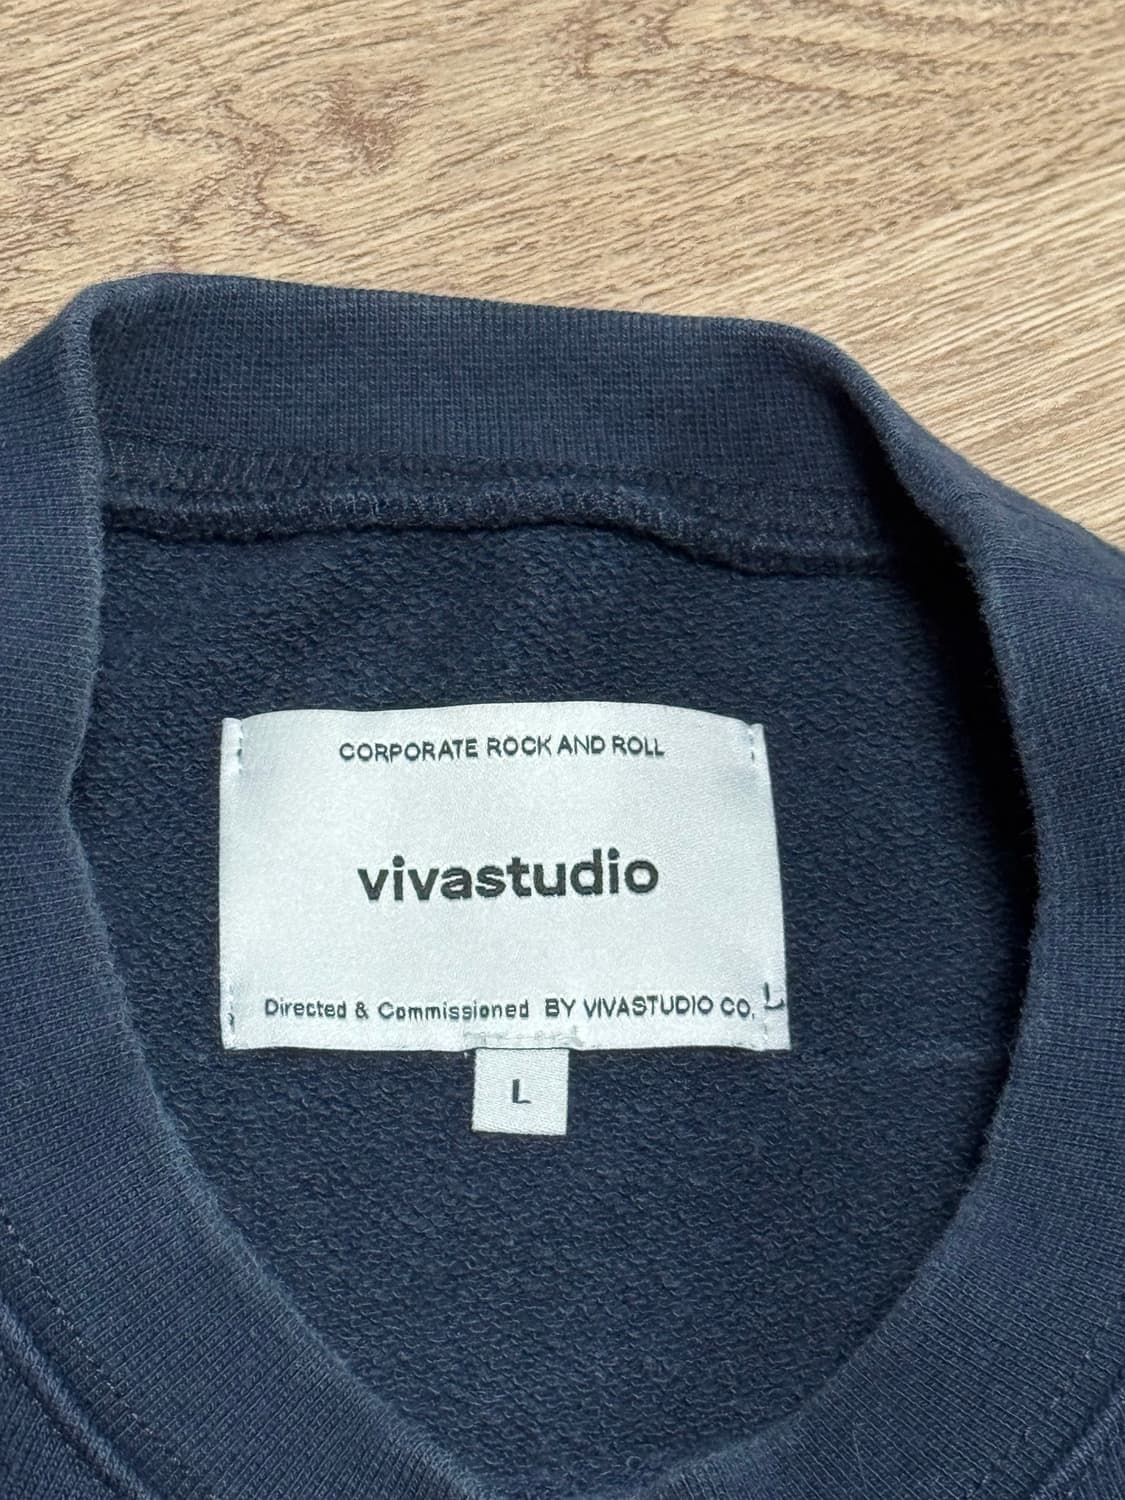 CORPORATE ROCK AND ROLL
vivastudio
Directed & Commissioned BY VIVASTUDIO CO,
L